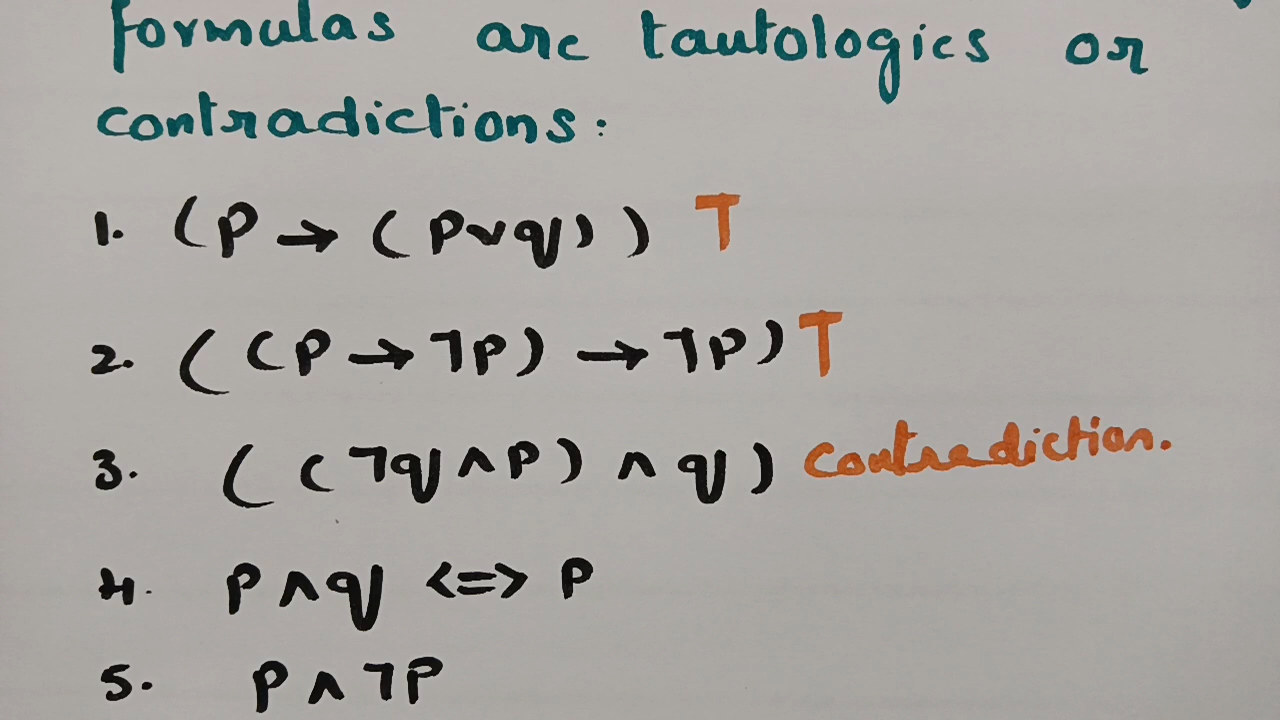 formulas are tautologies or
contradictions:
1. (p → (p∨q)) T
2. ((p → ¬p) → ¬p) T
3. ((¬q ∧ p) ∧ q) contradiction.
4. p ∧ q <=> p
5. p ∧ ¬p